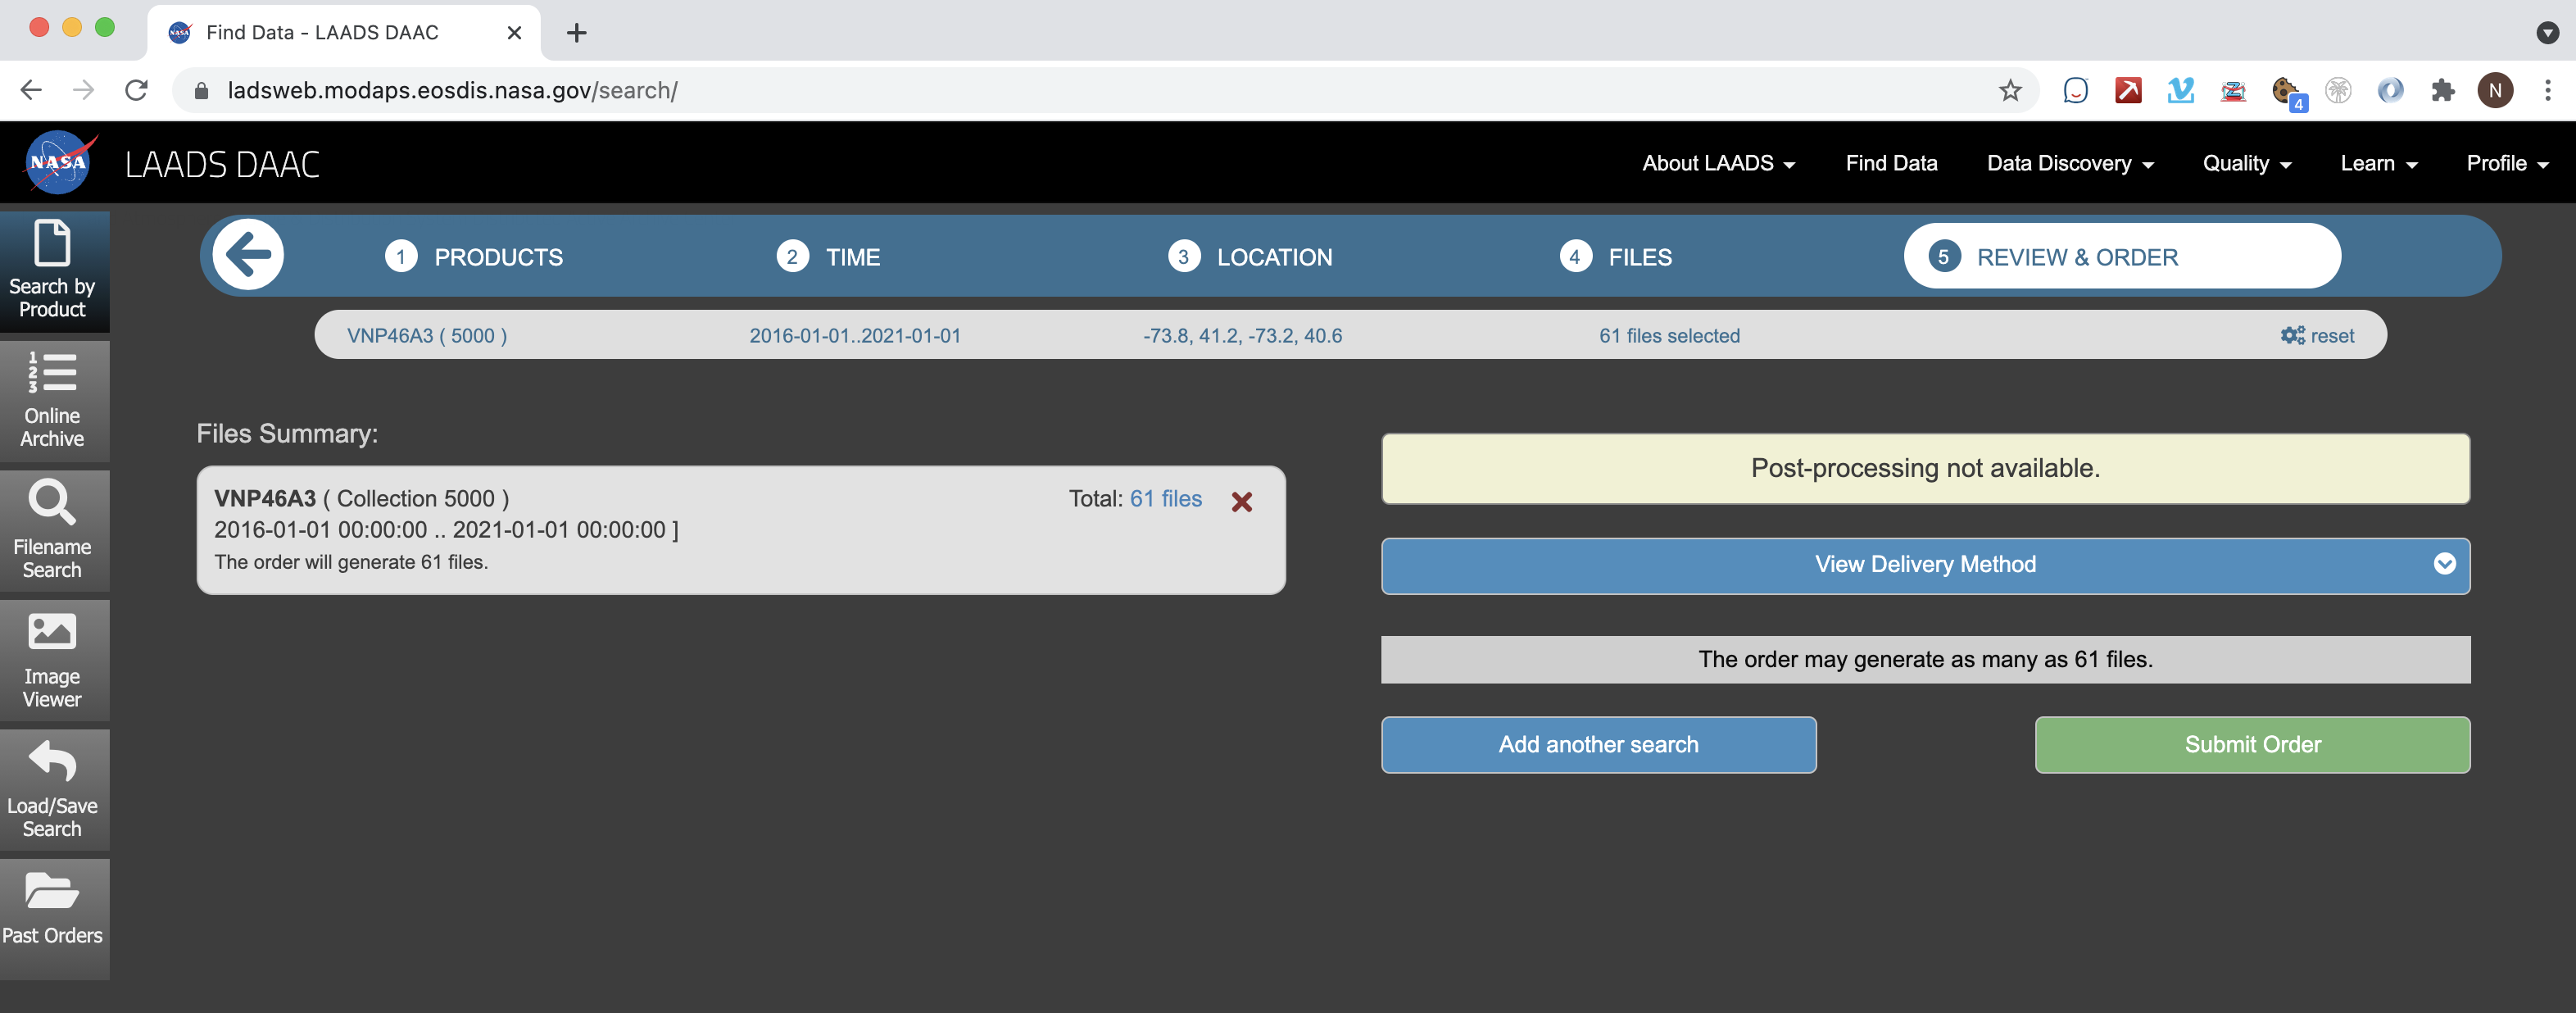 Find Data - LAADS DAAC
ladsweb.modaps.eosdis.nasa.gov/search/
4
N
NASA
LAADS DAAC
About LAADS
Find Data
Data Discovery
Quality
Learn
Profile
Search by
Product
1
2
3
Online
Archive
Filename
Search
Image
Viewer
Load/Save
Search
Past Orders
1 PRODUCTS
2 TIME
3 LOCATION
4 FILES
5 REVIEW & ORDER
VNP46A3 ( 5000 )
2016-01-01..2021-01-01
-73.8, 41.2, -73.2, 40.6
61 files selected
reset
Files Summary:
VNP46A3 ( Collection 5000 )
Total: 61 files
2016-01-01 00:00:00 .. 2021-01-01 00:00:00 ]
The order will generate 61 files.
Post-processing not available.
View Delivery Method
The order may generate as many as 61 files.
Add another search
Submit Order